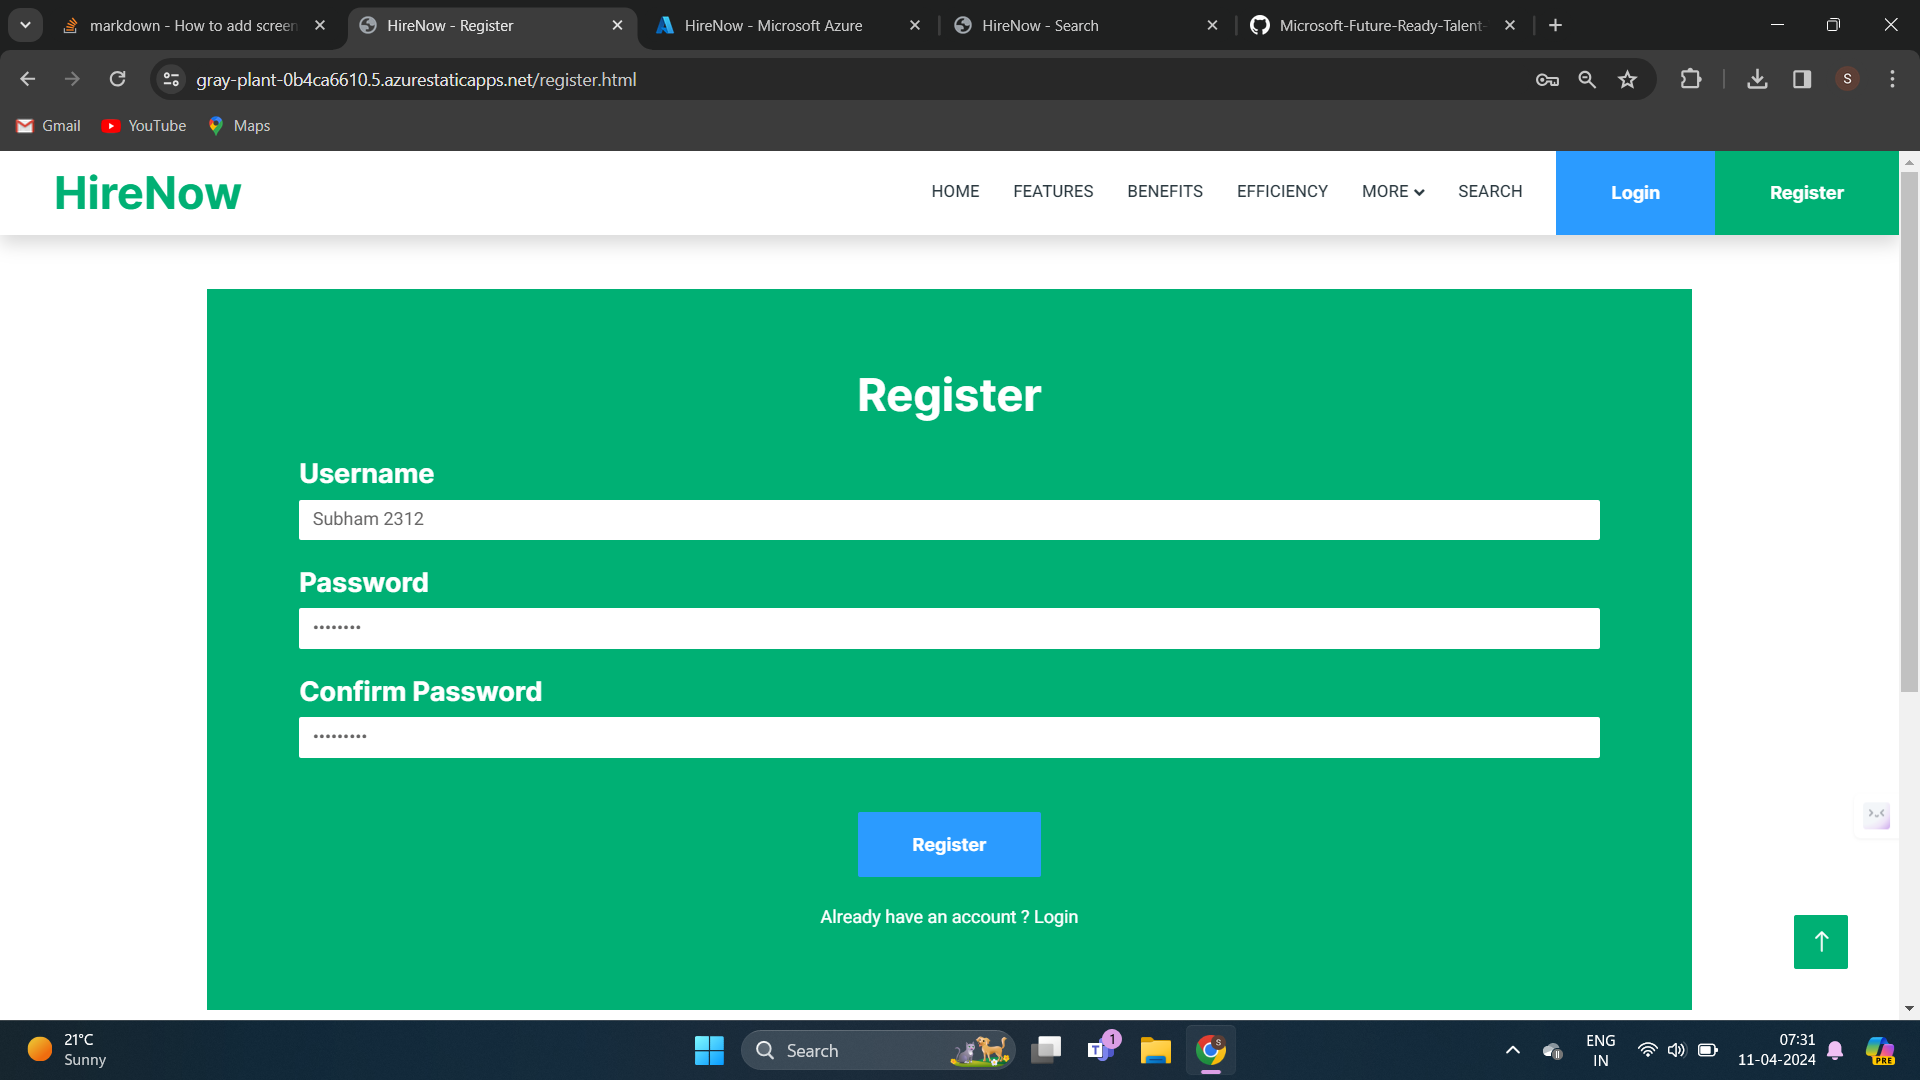 markdown - How to add screen
HireNow - Register
HireNow - Microsoft Azure
HireNow - Search
Microsoft-Future-Ready-Talent-
gray-plant-0b4ca6610.5.azurestaticapps.net/register.html
S
Gmail
YouTube
Maps
HireNow
HOME
FEATURES
BENEFITS
EFFICIENCY
MORE
SEARCH
Login
Register
Register
Username
Subham 2312
Password
••••••••
Confirm Password
•••••••••
Register
Already have an account ? Login
21°C
Sunny
Search
T
1
S
ENG
IN
07:31
11-04-2024
PRE